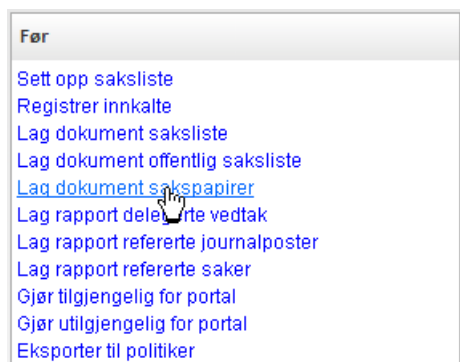 Før
Sett opp saksliste
Registrer innkalte
Lag dokument saksliste
Lag dokument offentlig saksliste
Lag dokument sakspapirer
Lag rapport delegerte vedtak
Lag rapport refererte journalposter
Lag rapport refererte saker
Gjør tilgjengelig for portal
Gjør utilgjengelig for portal
Eksporter til politiker